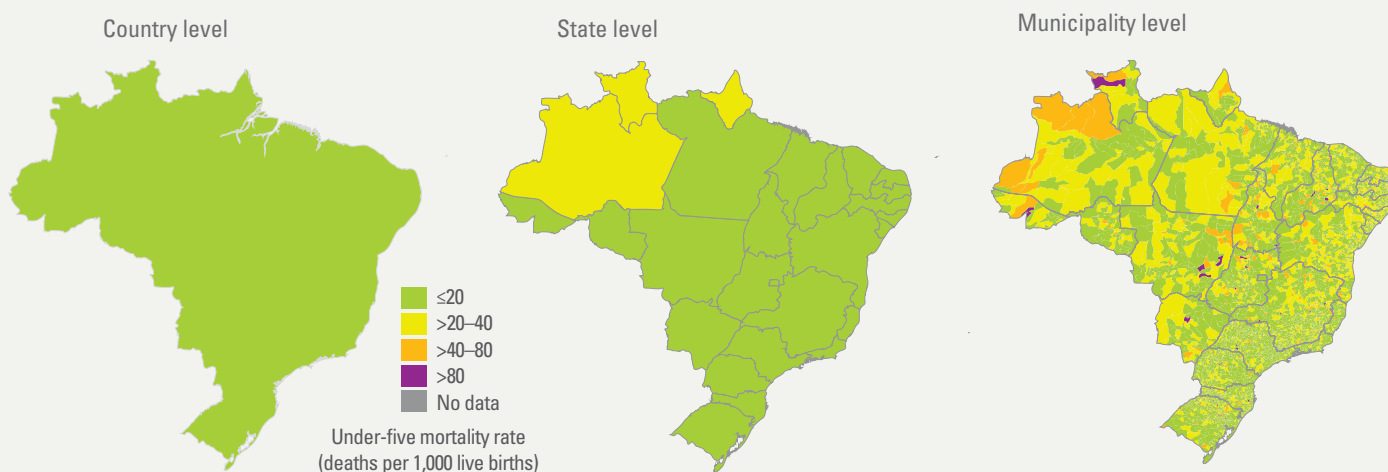 Country level
State level
Municipality level
≤20
>20–40
>40–80
>80
No data
Under-five mortality rate
(deaths per 1,000 live births)